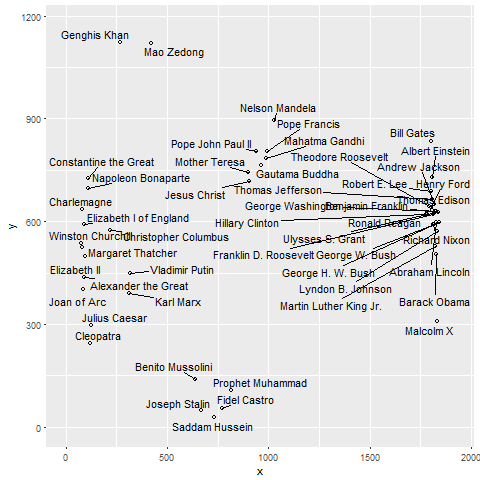 1200
900
600
300
0
y
Genghis Khan
Mao Zedong
Nelson Mandela
Pope Francis
Bill Gates
Pope John Paul II
Mahatma Gandhi
Albert Einstein
Constantine the Great
Mother Teresa
Theodore Roosevelt
Andrew Jackson
Napoleon Bonaparte
Gautama Buddha
Robert E. Lee
Henry Ford
Jesus Christ
Thomas Jefferson
Charlemagne
Thomas Edison
George Washington
Benjamin Franklin
Elizabeth I of England
Hillary Clinton
Ronald Reagan
Winston Churchill
Christopher Columbus
Ulysses S. Grant
Richard Nixon
Margaret Thatcher
Franklin D. Roosevelt
George W. Bush
Elizabeth II
Vladimir Putin
George H. W. Bush
Abraham Lincoln
Alexander the Great
Lyndon B. Johnson
Joan of Arc
Karl Marx
Martin Luther King Jr.
Barack Obama
Julius Caesar
Malcolm X
Cleopatra
Benito Mussolini
Prophet Muhammad
Joseph Stalin
Fidel Castro
Saddam Hussein
0
500
1000
1500
2000
x